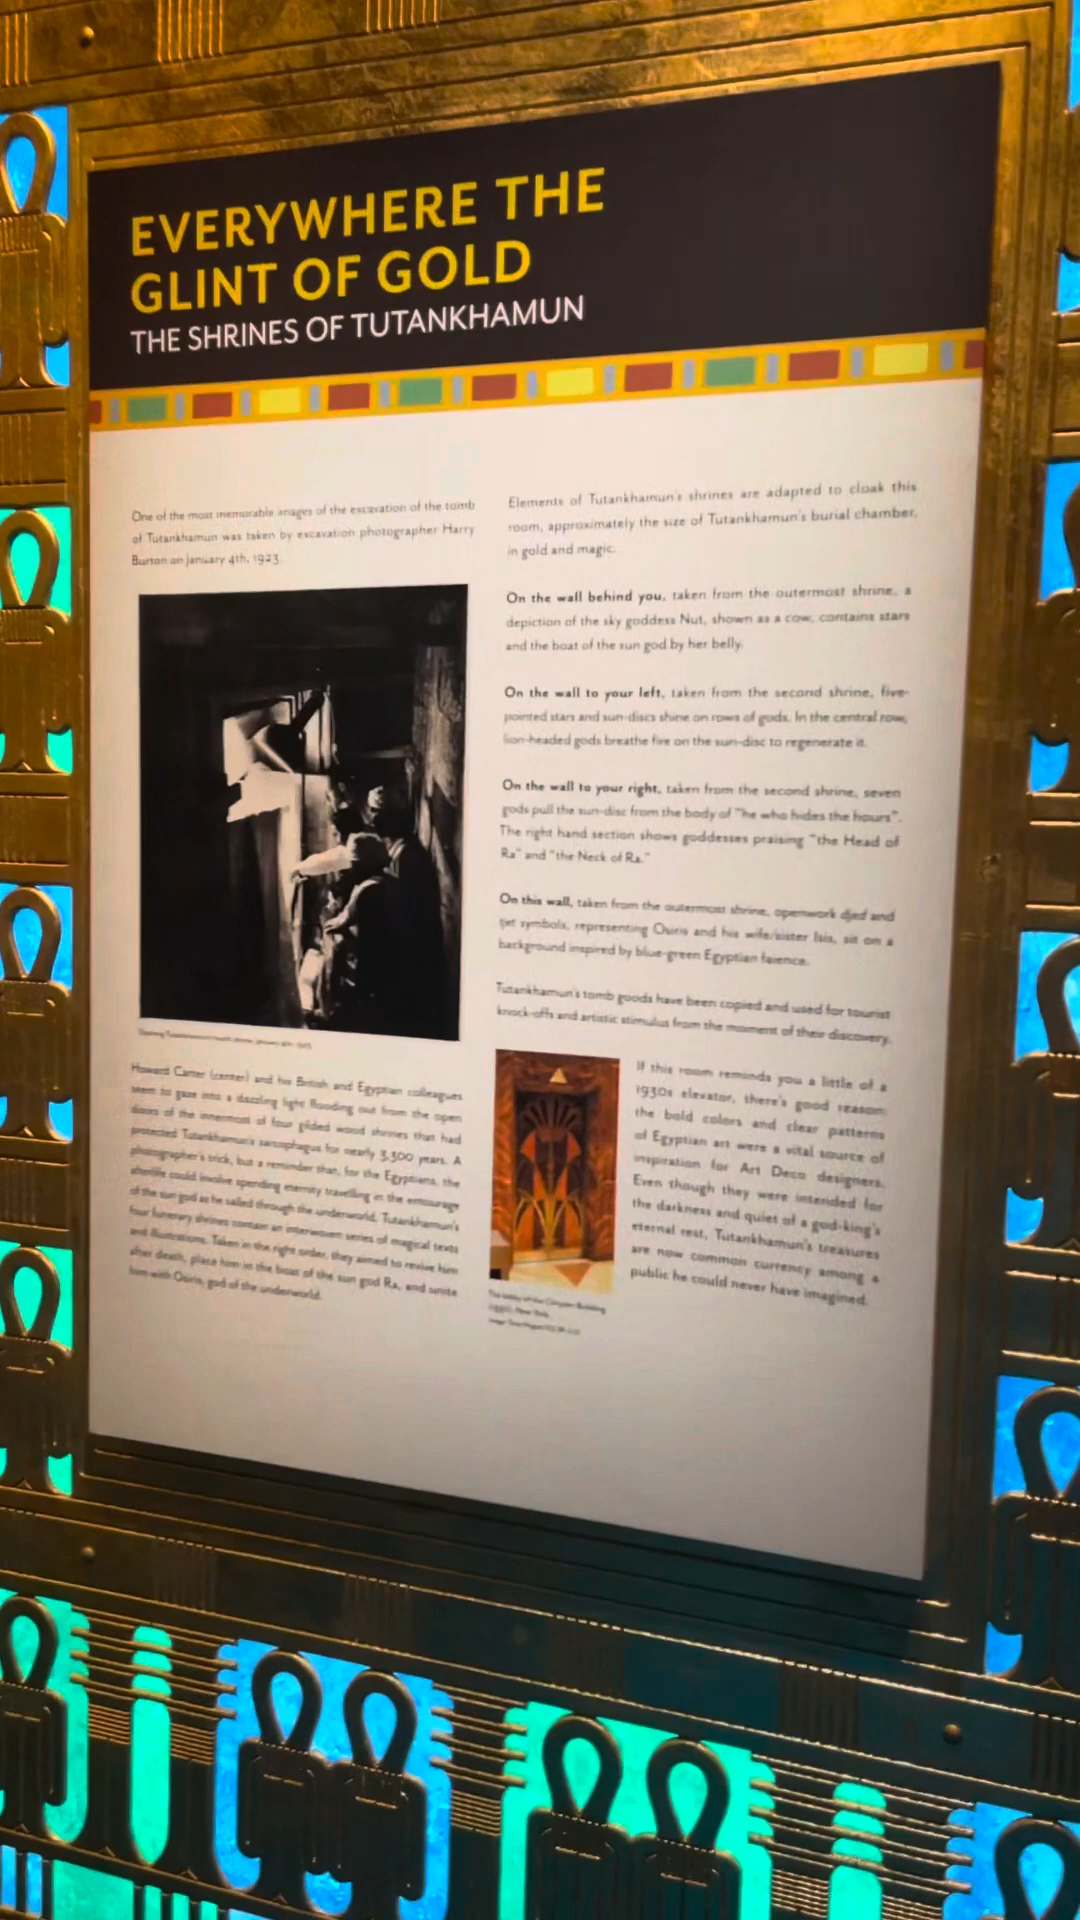 EVERYWHERE THE
GLINT OF GOLD
THE SHRINES OF TUTANKHAMUN
One of the most memorable images of the excavation of the tomb
of Tutankhamun was taken by excavation photographer Harry
Burton on January 4th, 1923.
Howard Carter (center) and his British and Egyptian colleagues
seem to gaze into a dazzling light flooding out from the open
doors of the innermost of four gilded wood shrines that had
protected Tutankhamun's sarcophagus for nearly 3,300 years. A
photographer's trick, but a reminder that, for the Egyptians, the
afterlife could involve spending eternity travelling in the entourage
of the sun god as he sailed through the underworld. Tutankhamun's
four funerary shrines contain an interwoven series of magical texts
and illustrations. Taken in the right order, they aimed to revive him
after death, place him in the boat of the sun god Ra, and unite
him with Osiris, god of the underworld.
Elements of Tutankhamun's shrines are adapted to cloak this
room, approximately the size of Tutankhamun's burial chamber,
in gold and magic.
On the wall behind you, taken from the outermost shrine, a
depiction of the sky goddess Nut, shown as a cow, contains stars
and the boat of the sun god by her belly.
On the wall to your left, taken from the second shrine, five-
pointed stars and sun-discs shine on rows of gods. In the central row,
lion-headed gods breathe fire on the sun-disc to regenerate it.
On the wall to your right, taken from the second shrine, seven
gods pull the sun-disc from the body of "he who hides the hours".
The right hand section shows goddesses praising "the Head of
Ra" and "the Neck of Ra."
On this wall, taken from the outermost shrine, openwork djed and
tjet symbols, representing Osiris and his wife/sister Isis, sit on a
background inspired by blue-green Egyptian faience.
Tutankhamun's tomb goods have been copied and used for tourist
knock-offs and artistic stimulus from the moment of their discovery.
If this room reminds you a little of a
1930s elevator, there's good reason:
the bold colors and clear patterns
of Egyptian art were a vital source of
inspiration for Art Deco designers.
Even though they were intended for
the darkness and quiet of a god-king's
eternal rest, Tutankhamun's treasures
are now common currency among a
public he could never have imagined.
The lobby of the Chrysler Building
New York